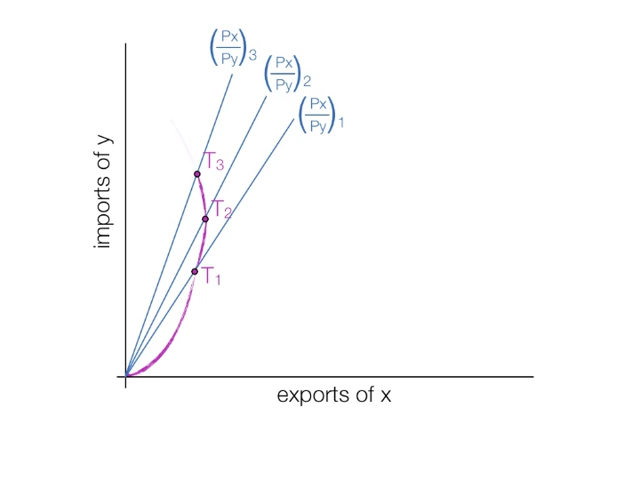 (Px/Py)3
(Px/Py)2
(Px/Py)1
T3
T2
T1
imports of y
exports of x